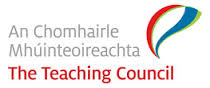 An Chomhairle
Mhúinteoireachta
The Teaching Council